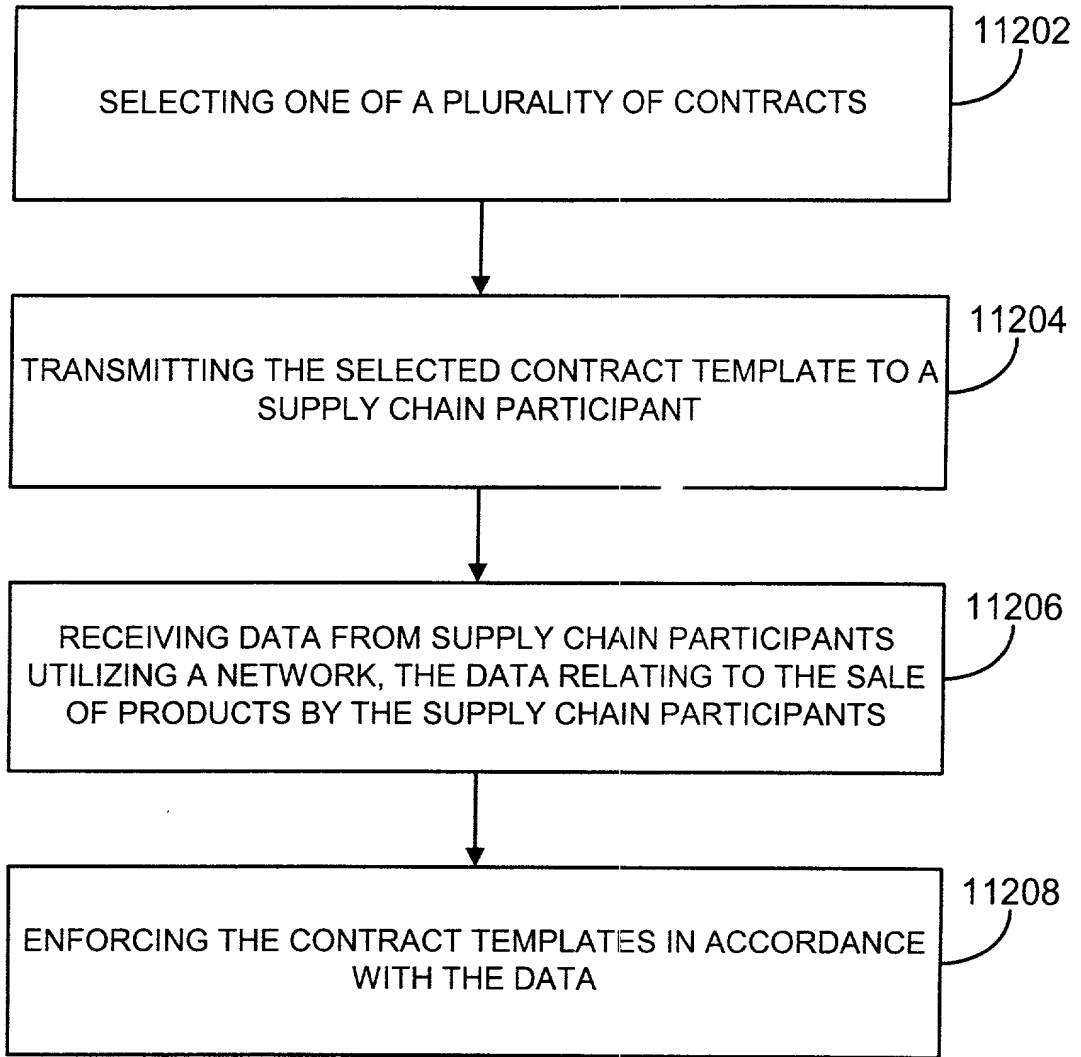 11202
SELECTING ONE OF A PLURALITY OF CONTRACTS
11204
TRANSMITTING THE SELECTED CONTRACT TEMPLATE TO A
SUPPLY CHAIN PARTICIPANT
11206
RECEIVING DATA FROM SUPPLY CHAIN PARTICIPANTS
UTILIZING A NETWORK, THE DATA RELATING TO THE SALE
OF PRODUCTS BY THE SUPPLY CHAIN PARTICIPANTS
11208
ENFORCING THE CONTRACT TEMPLATES IN ACCORDANCE
WITH THE DATA